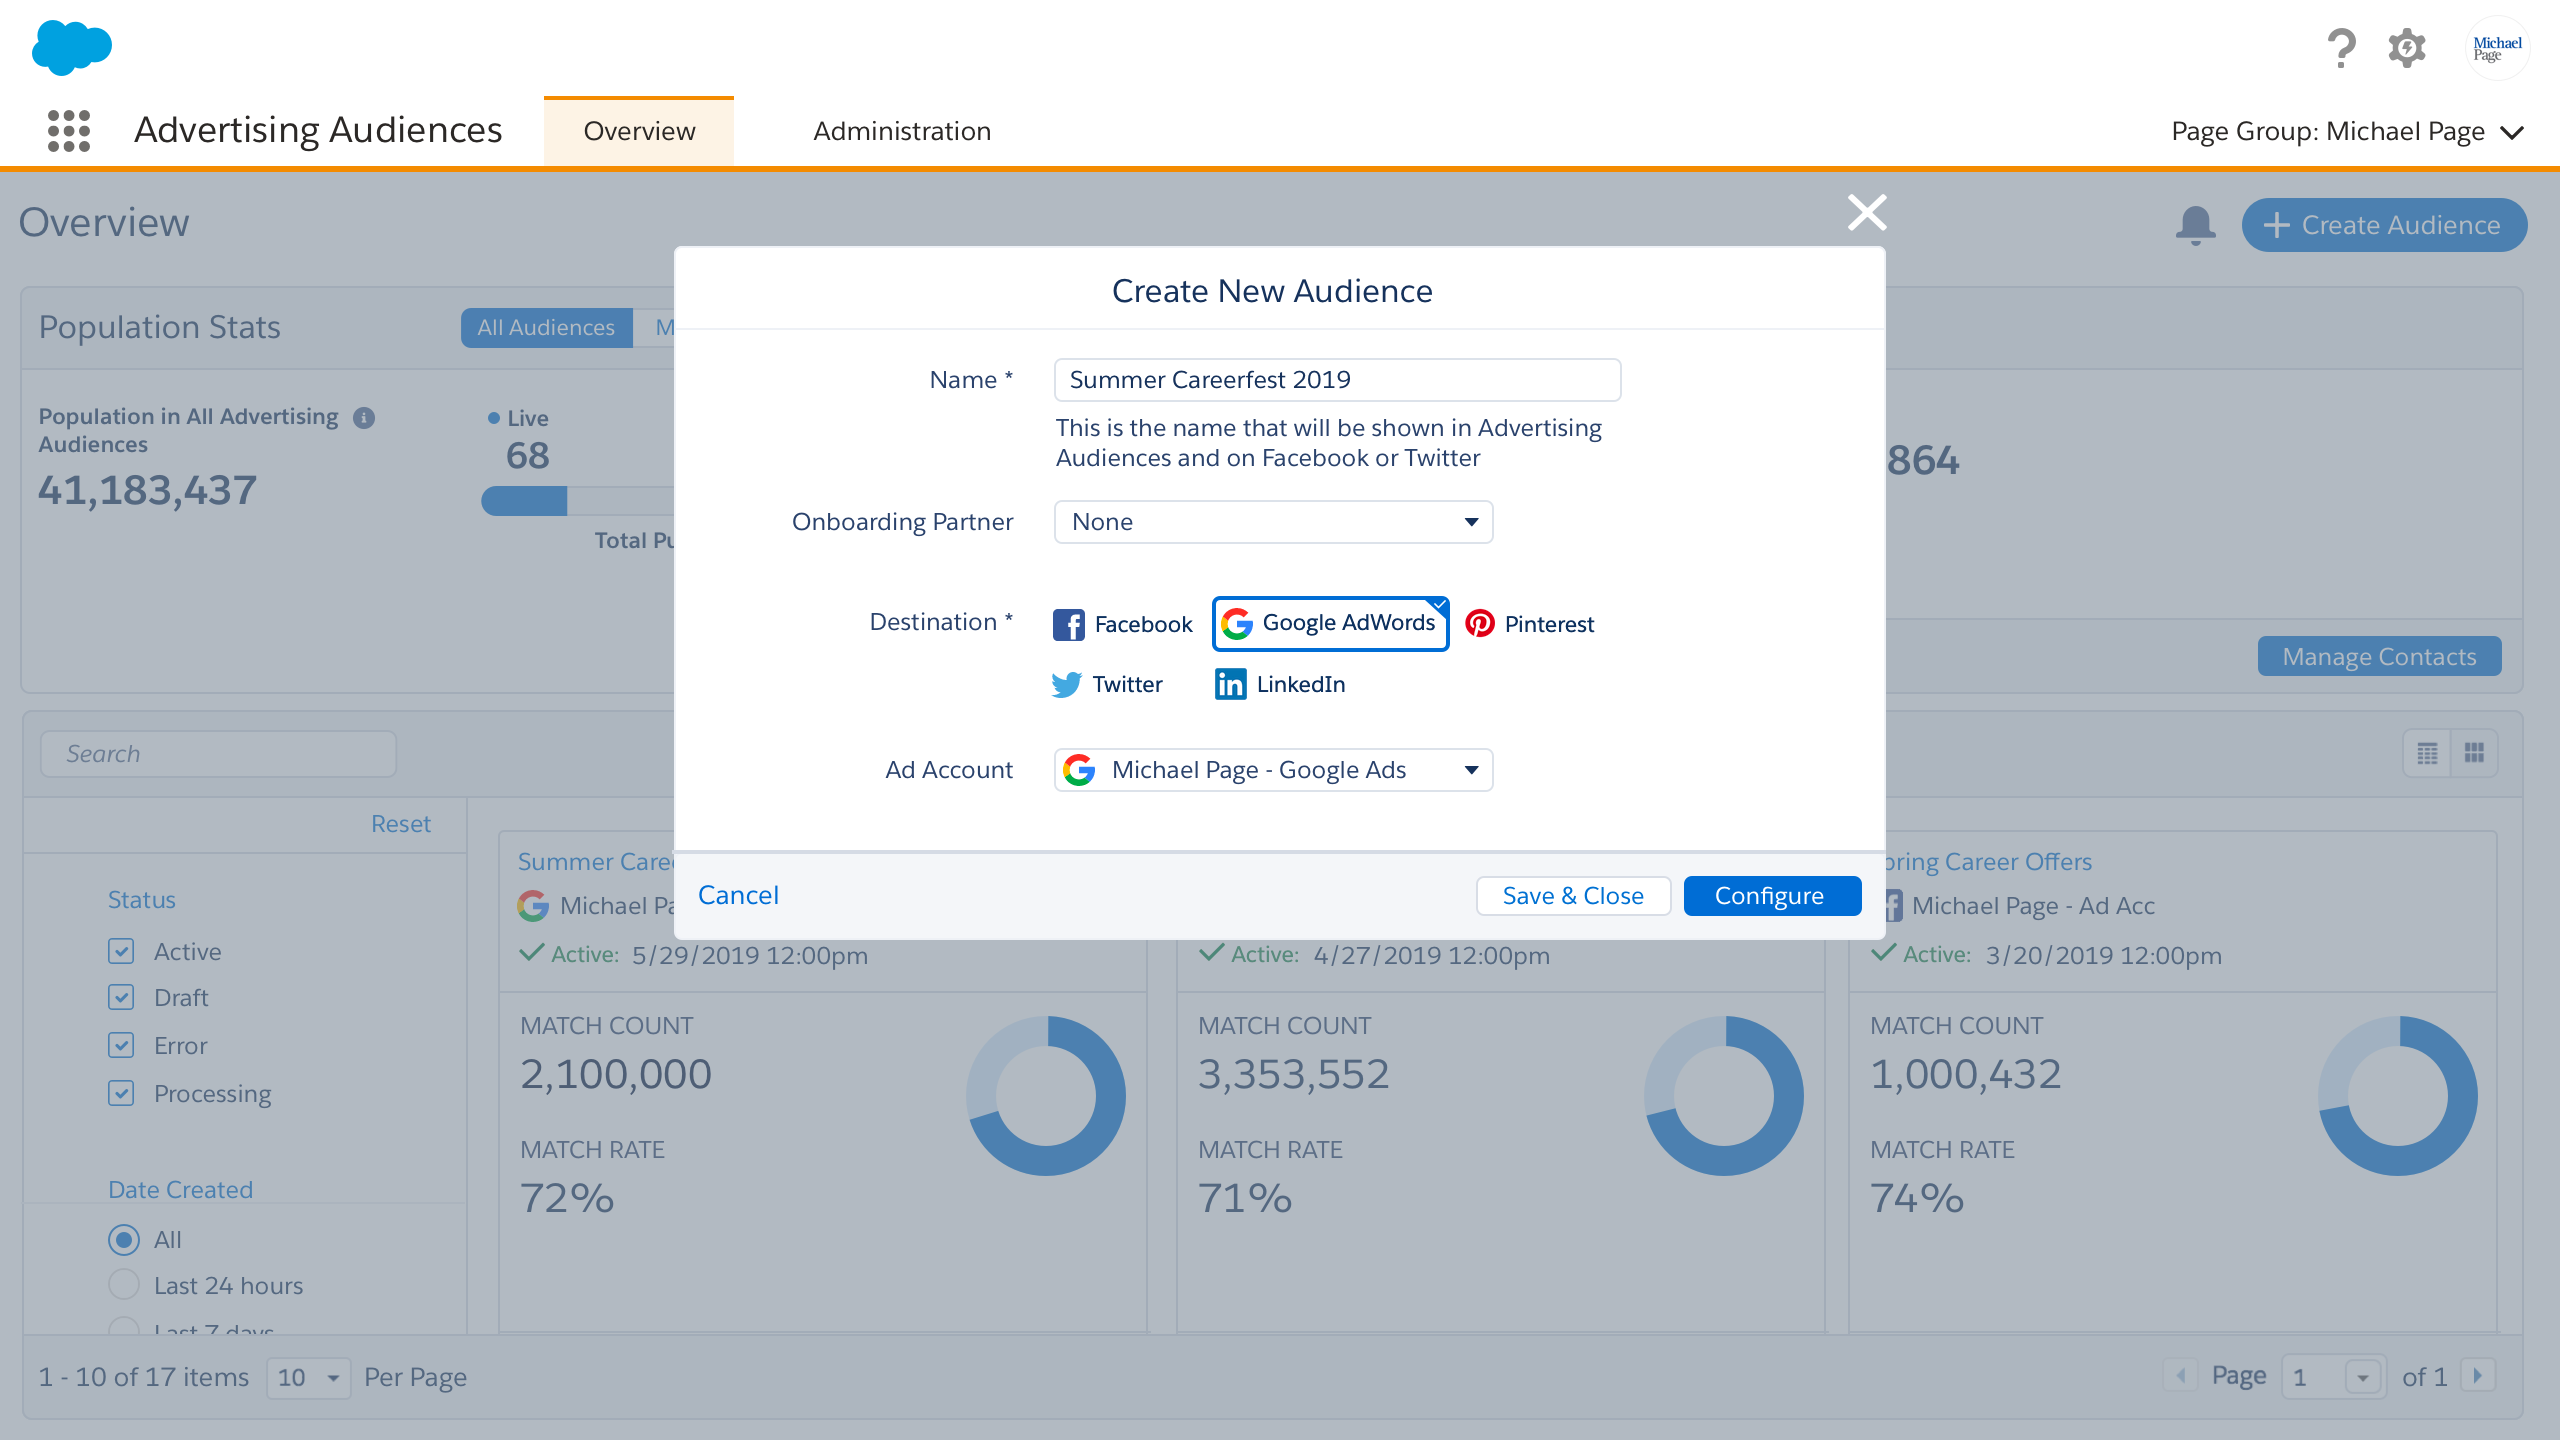 Michael
Page
Advertising Audiences
Overview
Administration
Page Group: Michael Page
Overview
Create Audience
Create New Audience
Population Stats
All Audiences
M
Name *
Summer Careerfest 2019
This is the name that will be shown in Advertising
Audiences and on Facebook or Twitter
Population in All Advertising
Audiences
41,183,437
Live
68
Total
864
Onboarding Partner
None
Destination *
Facebook
Google AdWords
Pinterest
Twitter
LinkedIn
Manage Contacts
Ad Account
Michael Page - Google Ads
Cancel
Save & Close
Configure
Search
Reset
Status
Active
Draft
Error
Processing
Date Created
All
Last 24 hours
Last 7 days
Summer
Michael
Active: 5/29/2019 12:00pm
MATCH COUNT
2,100,000
MATCH RATE
72%
Active: 4/27/2019 12:00pm
MATCH COUNT
3,353,552
MATCH RATE
71%
pring Career Offers
Michael Page - Ad Acc
Active: 3/20/2019 12:00pm
MATCH COUNT
1,000,432
MATCH RATE
74%
1 - 10 of 17 items
10
Per Page
Page
1
of 1